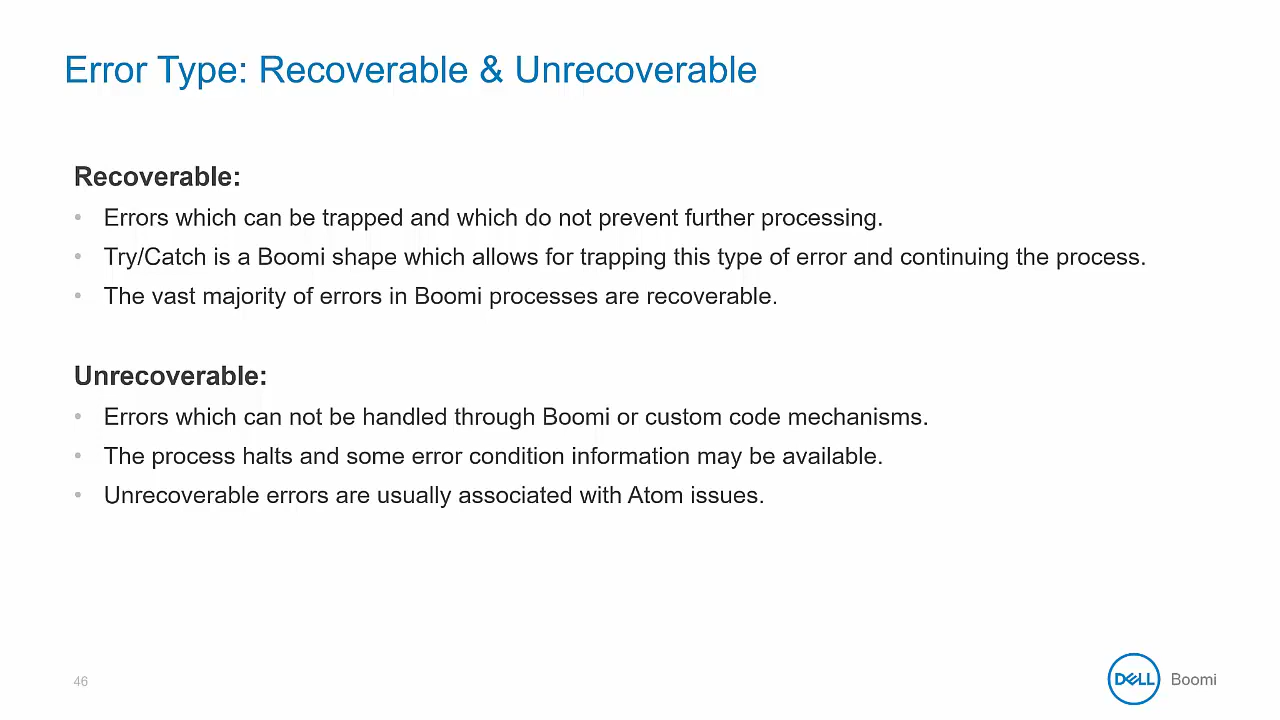 Error Type: Recoverable & Unrecoverable
Recoverable:
• Errors which can be trapped and which do not prevent further processing.
• Try/Catch is a Boomi shape which allows for trapping this type of error and continuing the process.
• The vast majority of errors in Boomi processes are recoverable.
Unrecoverable:
• Errors which can not be handled through Boomi or custom code mechanisms.
• The process halts and some error condition information may be available.
• Unrecoverable errors are usually associated with Atom issues.
46
DELL Boomi